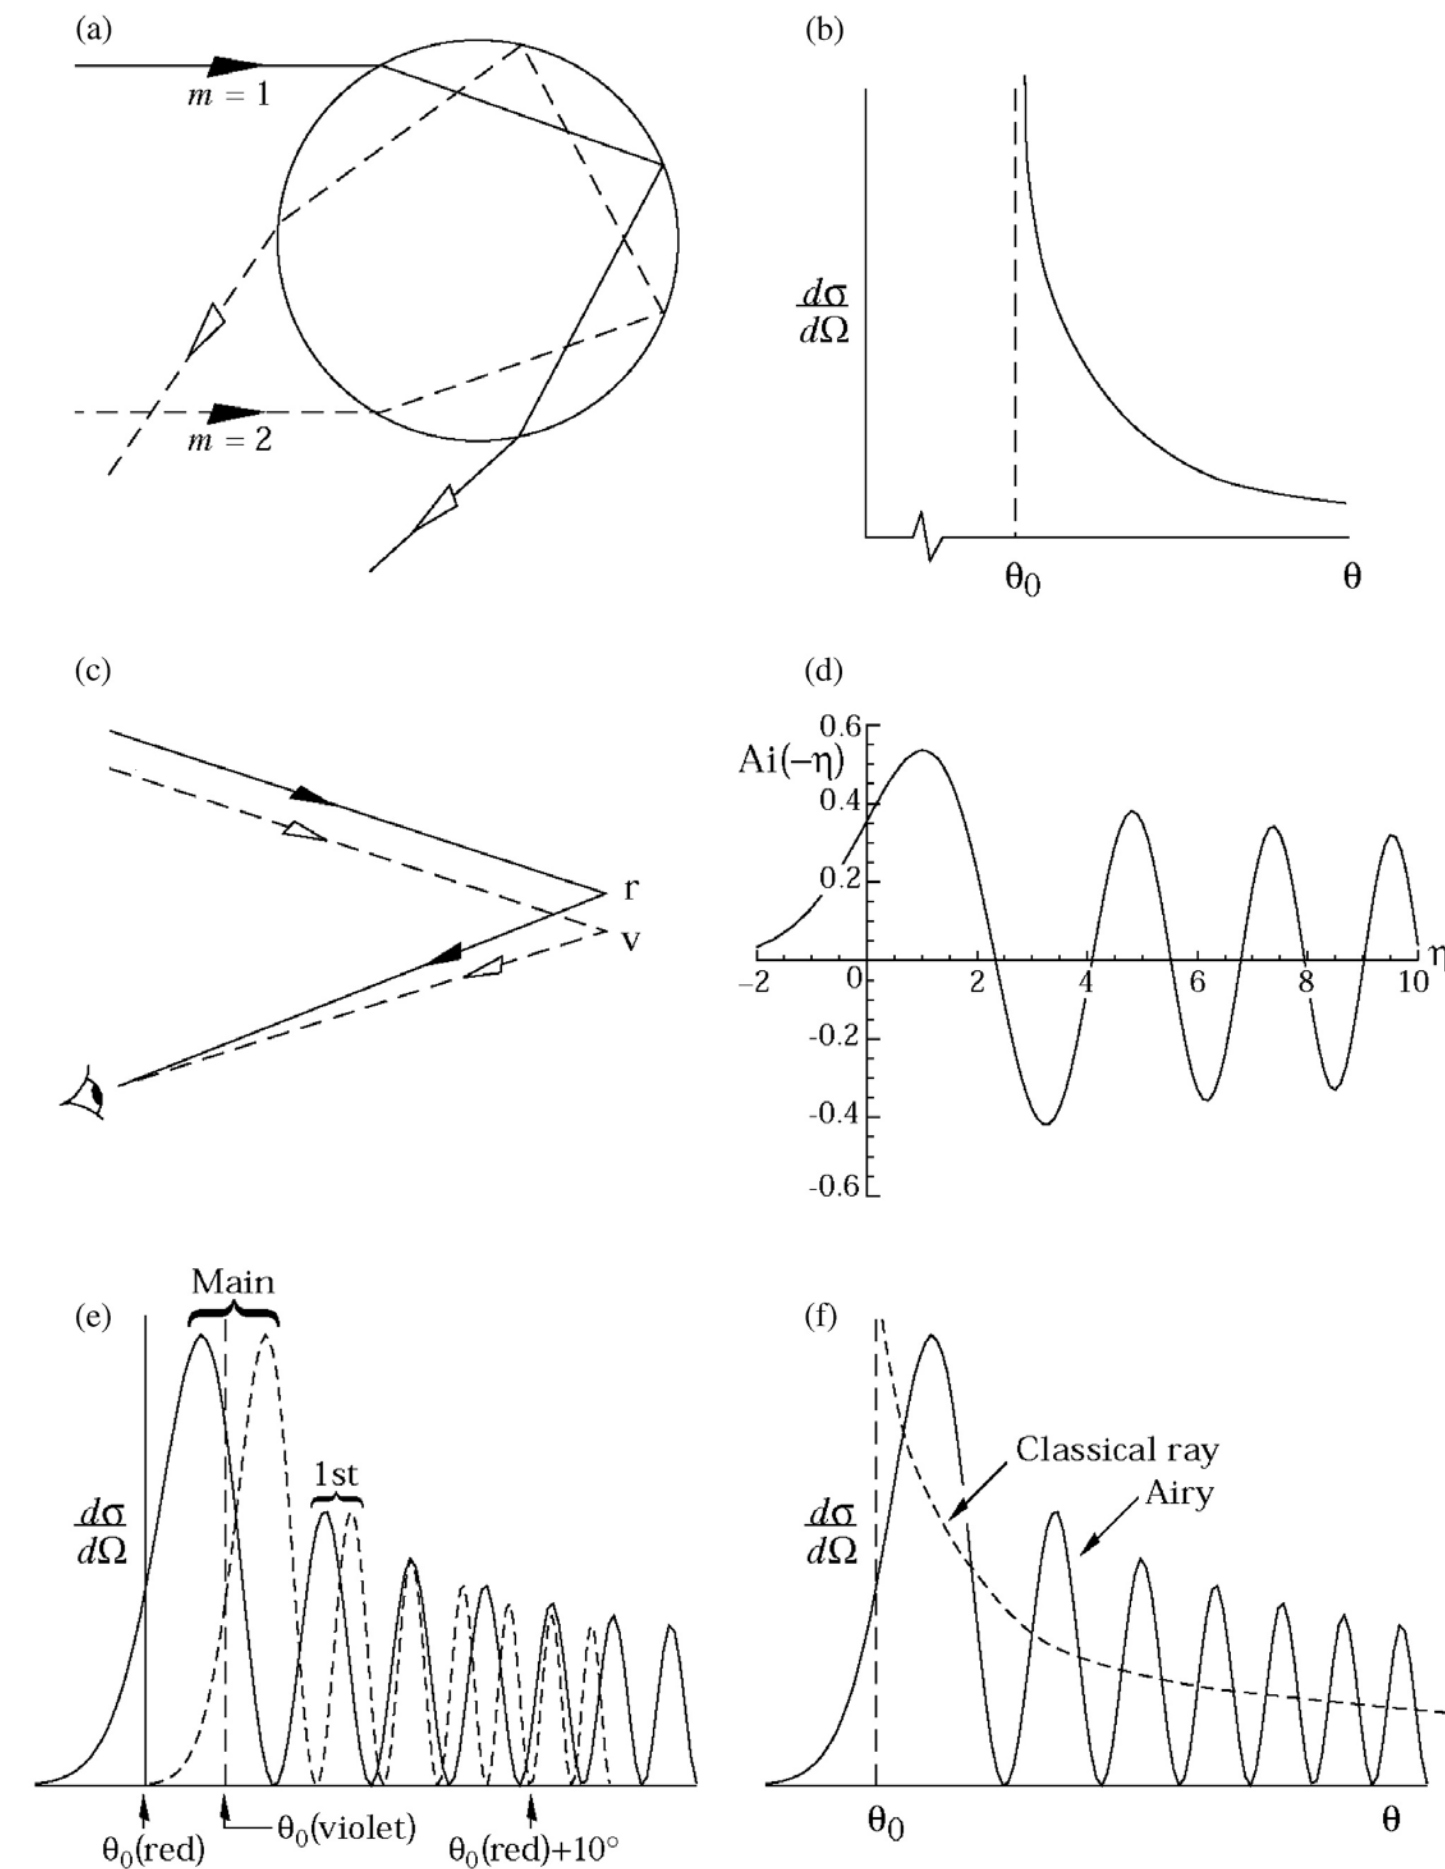 (a)
m = 1
m = 2
(b)
dσ
dΩ
θ0
θ
(c)
r
v
(d)
Ai(−η)
0.6
0.4
0.2
0
-0.2
-0.4
-0.6
−2
2
4
6
8
10
η
(e)
Main
1st
dσ
dΩ
θ0(red)
θ0(violet)
θ0(red)+10°
(f)
Classical ray
Airy
dσ
dΩ
θ0
θ